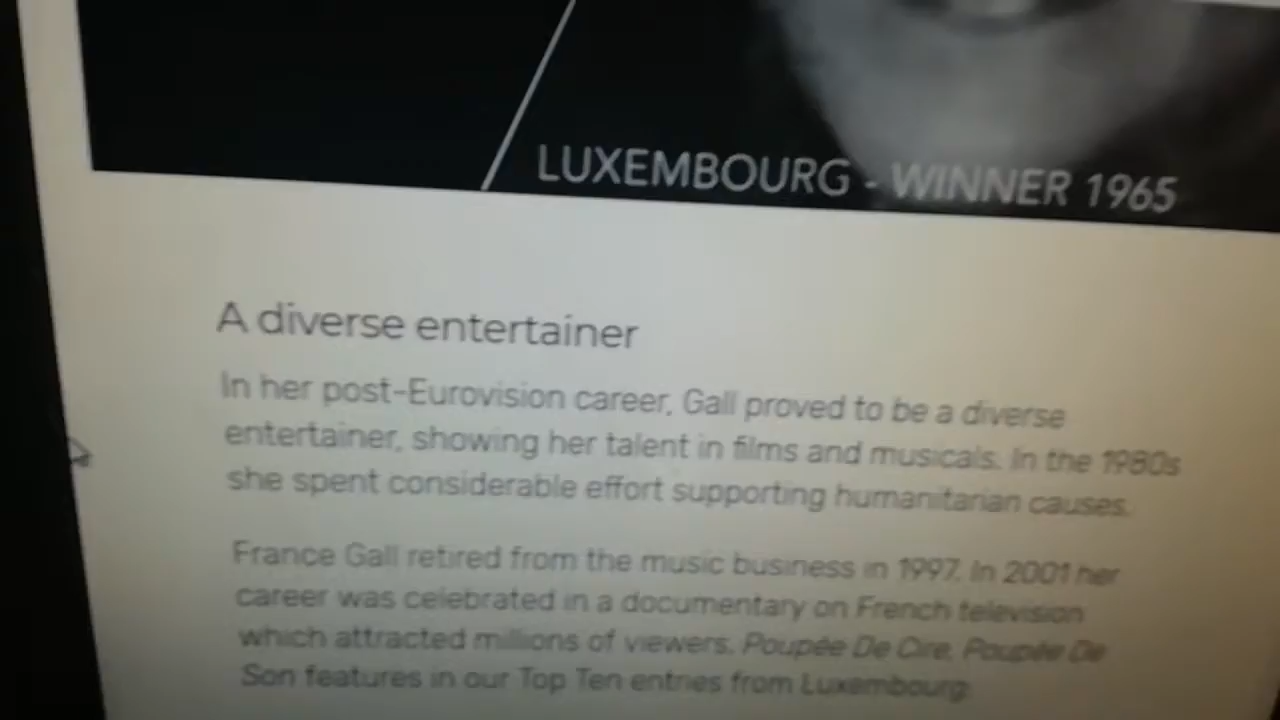 LUXEMBOURG - WINNER 1965
A diverse entertainer
In her post-Eurovision career, Gall proved to be a diverse
entertainer, showing her talent in films and musicals. In the 1980s
she spent considerable effort supporting humanitarian causes.
France Gall retired from the music business in 1997. In 2001 her
career was celebrated in a documentary on French television
which attracted millions of viewers. Poupée De Cire, Poupée De
Son features in our Top Ten entries from Luxembourg.